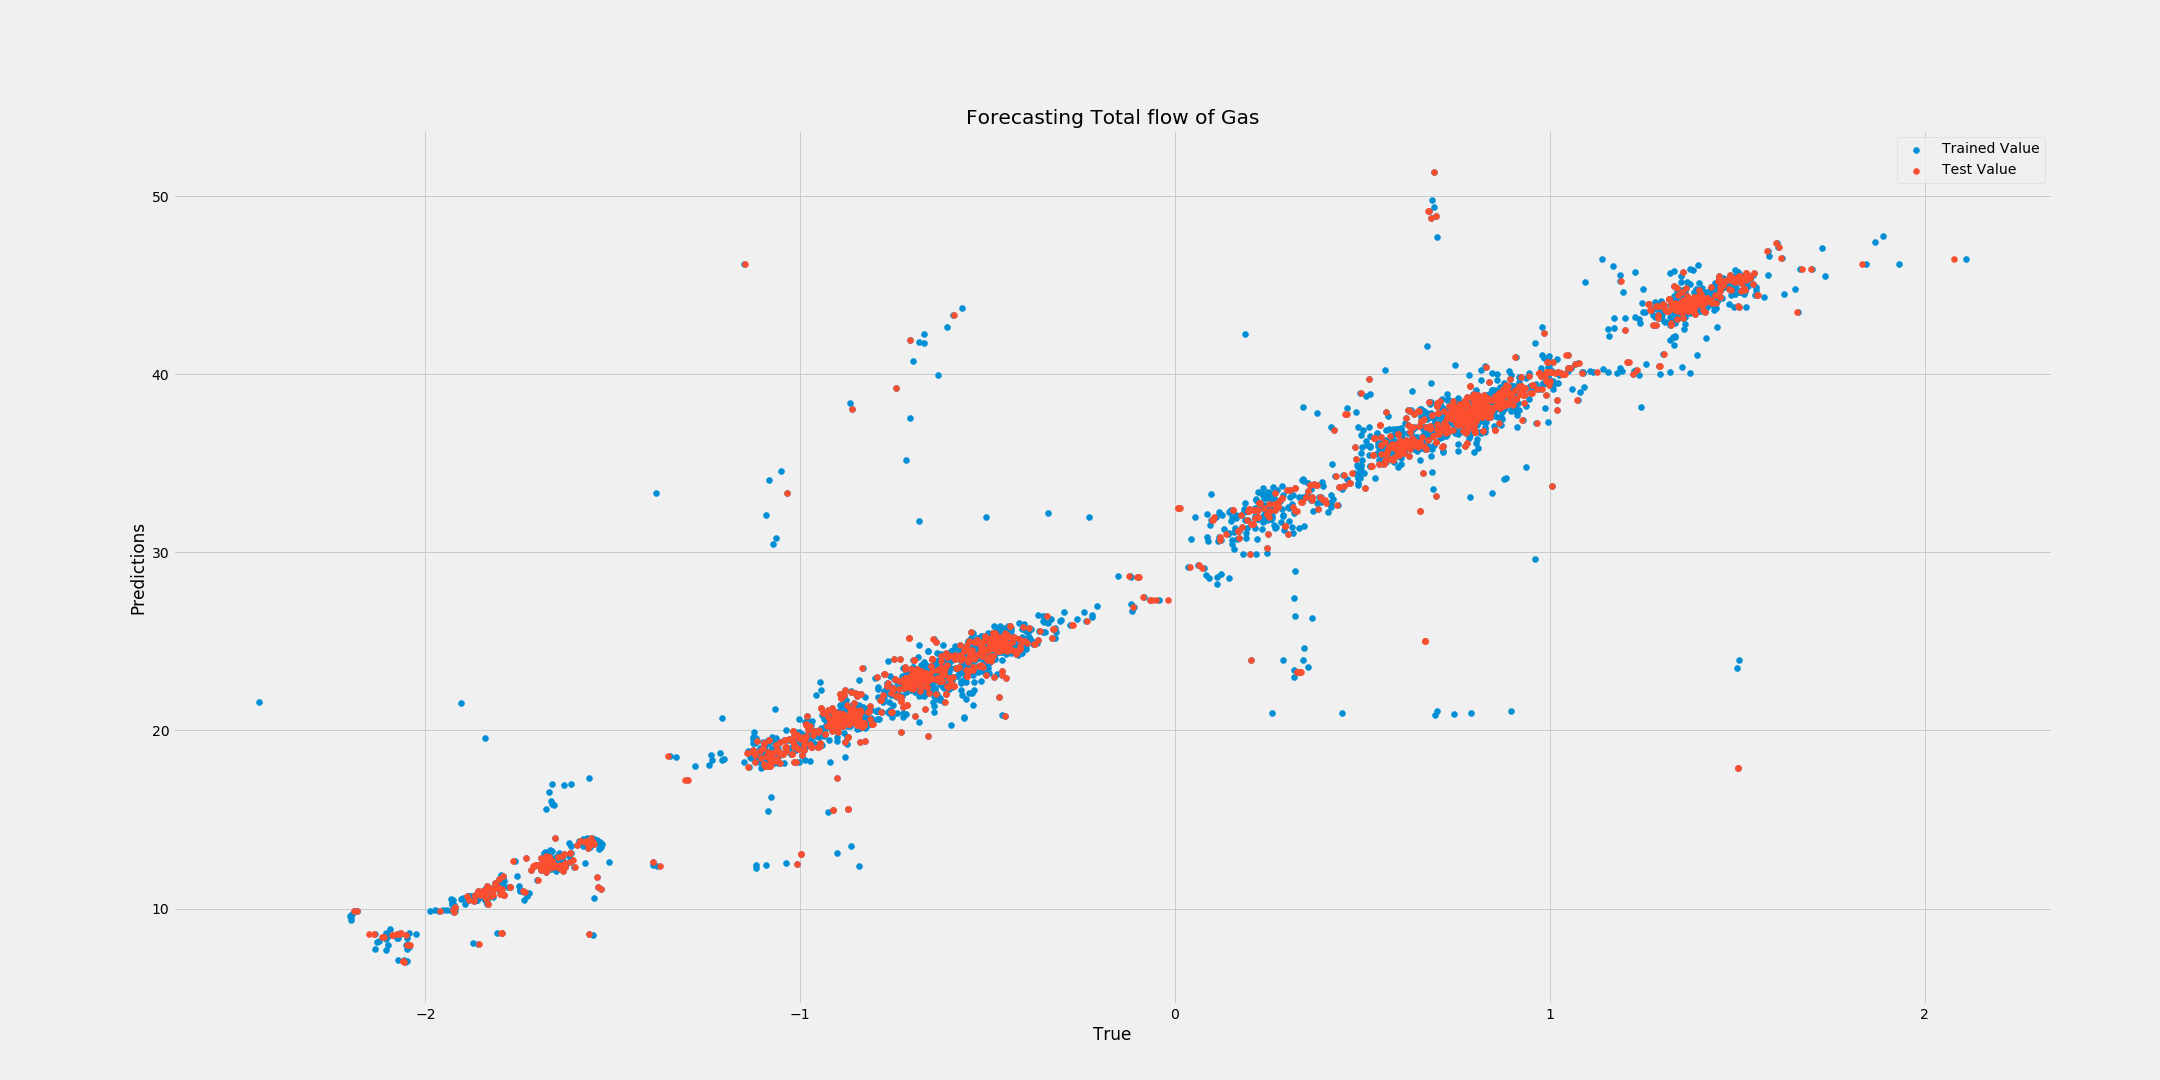 Forecasting Total flow of Gas
Trained Value
Test Value
50
40
30
20
10
Predictions
−2
−1
0
1
2
True